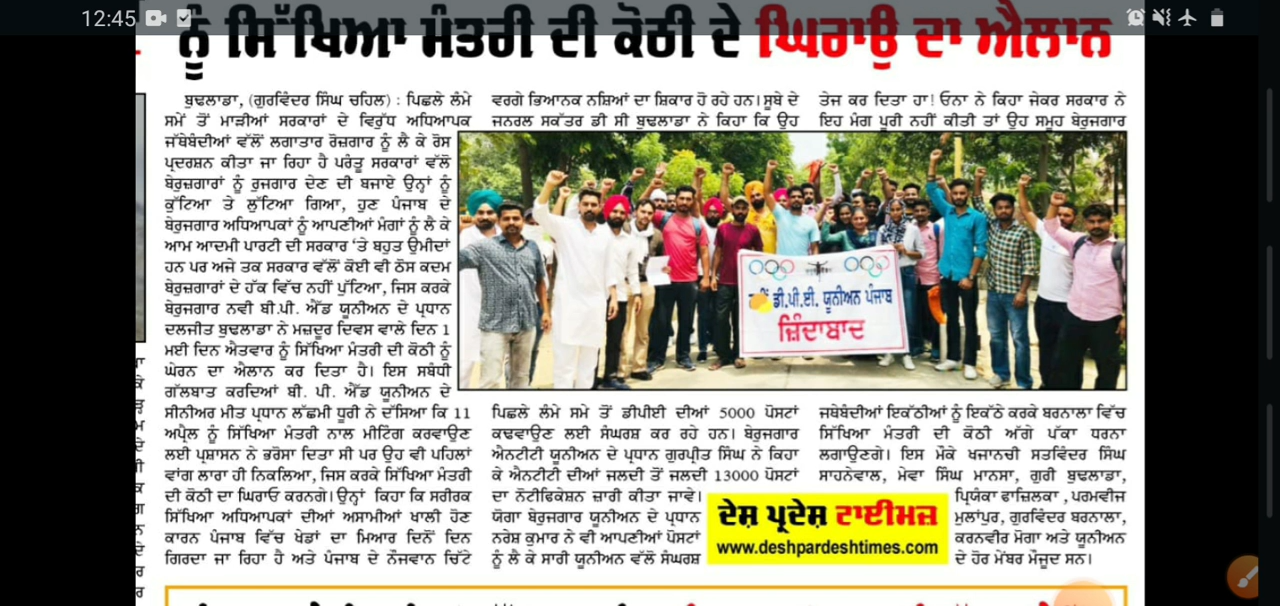 12:45
ਨੂੰ ਸਿੱਖਿਆ ਮੰਤਰੀ ਦੀ ਕੋਠੀ ਦੇ ਘਿਰਾਉ ਦਾ ਐਲਾਨ
ਬੁਢਲਾਡਾ, (ਗੁਰਵਿੰਦਰ ਸਿੰਘ ਚਹਿਲ) : ਪਿਛਲੇ ਲੰਮੇ
ਸਮੇਂ ਤੋਂ ਮਾੜੀਆਂ ਸਰਕਾਰਾਂ ਦੇ ਵਿਰੁੱਧ ਅਧਿਆਪਕ
ਜੱਥੇਬੰਦੀਆਂ ਵੱਲੋਂ ਲਗਾਤਾਰ ਰੋਜ਼ਗਾਰ ਨੂੰ ਲੈ ਕੇ ਰੋਸ
ਪ੍ਰਦਰਸ਼ਨ ਕੀਤਾ ਜਾ ਰਿਹਾ ਹੈ ਪਰੰਤੂ ਸਰਕਾਰਾਂ ਵੱਲੋ
ਬੇਰੁਜ਼ਗਾਰਾਂ ਨੂੰ ਰੁਜਗਾਰ ਦੇਣ ਦੀ ਬਜਾਏ ਉਨ੍ਹਾਂ ਨੂੰ
ਕੁੱਟਿਆ ਤੇ ਲੁੱਟਿਆ ਗਿਆ, ਹੁਣ ਪੰਜਾਬ ਦੇ
ਬੇਰੁਜਗਾਰ ਅਧਿਆਪਕਾਂ ਨੂੰ ਆਪਣੀਆਂ ਮੰਗਾਂ ਨੂੰ ਲੈ ਕੇ
ਆਮ ਆਦਮੀ ਪਾਰਟੀ ਦੀ ਸਰਕਾਰ 'ਤੇ ਬਹੁਤ ਉਮੀਦਾਂ
ਹਨ ਪਰ ਅਜੇ ਤਕ ਸਰਕਾਰ ਵੱਲੋਂ ਕੋਈ ਵੀ ਠੋਸ ਕਦਮ
ਬੇਰੁਜ਼ਗਾਰਾਂ ਦੇ ਹੱਕ ਵਿੱਚ ਨਹੀਂ ਪੁੱਟਿਆ, ਜਿਸ ਕਰਕੇ
ਬੇਰੁਜਗਾਰ ਨਵੀ ਬੀ.ਪੀ. ਐੱਡ ਯੂਨੀਅਨ ਦੇ ਪ੍ਰਧਾਨ
ਦਲਜੀਤ ਬੁਢਲਾਡਾ ਨੇ ਮਜ਼ਦੂਰ ਦਿਵਸ ਵਾਲੇ ਦਿਨ 1
ਮਈ ਦਿਨ ਐਤਵਾਰ ਨੂੰ ਸਿੱਖਿਆ ਮੰਤਰੀ ਦੀ ਕੋਠੀ ਨੂੰ
ਘੇਰਨ ਦਾ ਐਲਾਨ ਕਰ ਦਿਤਾ ਹੈ। ਇਸ ਸਬੰਧੀ
ਗੱਲਬਾਤ ਕਰਦਿਆਂ ਬੀ. ਪੀ. ਐੱਡ ਯੂਨੀਅਨ ਦੇ
ਸੀਨੀਅਰ ਮੀਤ ਪ੍ਰਧਾਨ ਲੱਛਮੀ ਧੂਰੀ ਨੇ ਦੱਸਿਆ ਕਿ 11
ਅਪ੍ਰੈਲ ਨੂੰ ਸਿੱਖਿਆ ਮੰਤਰੀ ਨਾਲ ਮੀਟਿੰਗ ਕਰਵਾਉਣ
ਲਈ ਪ੍ਰਸ਼ਾਸਨ ਨੇ ਭਰੋਸਾ ਦਿਤਾ ਸੀ ਪਰ ਉਹ ਵੀ ਪਹਿਲਾਂ
ਵਾਂਗ ਲਾਰਾ ਹੀ ਨਿਕਲਿਆ, ਜਿਸ ਕਰਕੇ ਸਿੱਖਿਆ ਮੰਤਰੀ
ਦੀ ਕੋਠੀ ਦਾ ਘਿਰਾਓ ਕਰਨਗੇ। ਉਨ੍ਹਾਂ ਕਿਹਾ ਕਿ ਸਰੀਰਕ
ਸਿੱਖਿਆ ਅਧਿਆਪਕਾਂ ਦੀਆਂ ਅਸਾਮੀਆਂ ਖਾਲੀ ਹੋਣ
ਕਾਰਨ ਪੰਜਾਬ ਵਿੱਚ ਖੇਡਾਂ ਦਾ ਮਿਆਰ ਦਿਨੋਂ ਦਿਨ
ਗਿਰਦਾ ਜਾ ਰਿਹਾ ਹੈ ਅਤੇ ਪੰਜਾਬ ਦੇ ਨੌਜਵਾਨ ਚਿੱਟੇ
ਵਰਗੇ ਭਿਆਨਕ ਨਸ਼ਿਆਂ ਦਾ ਸ਼ਿਕਾਰ ਹੋ ਰਹੇ ਹਨ। ਸੂਬੇ ਦੇ
ਜਨਰਲ ਸਕੱਤਰ ਡੀ ਸੀ ਬੁਢਲਾਡਾ ਨੇ ਕਿਹਾ ਕਿ ਉਹ
ਪਿਛਲੇ ਲੰਮੇ ਸਮੇ ਤੋਂ ਡੀਪੀਈ ਦੀਆਂ 5000 ਪੋਸਟਾਂ
ਕਢਵਾਉਣ ਲਈ ਸੰਘਰਸ਼ ਕਰ ਰਹੇ ਹਨ। ਬੇਰੁਜਗਾਰ
ਐਨਟੀਟੀ ਯੂਨੀਅਨ ਦੇ ਪ੍ਰਧਾਨ ਗੁਰਪ੍ਰੀਤ ਸਿੰਘ ਨੇ ਕਿਹਾ
ਕੇ ਐਨਟੀਟੀ ਦੀਆਂ ਜਲਦੀ ਤੋਂ ਜਲਦੀ 13000 ਪੋਸਟਾਂ
ਦਾ ਨੋਟੀਫਿਕੇਸ਼ਨ ਜ਼ਾਰੀ ਕੀਤਾ ਜਾਵੇ।
ਯੋਗਾ ਬੇਰੁਜਗਾਰ ਯੂਨੀਅਨ ਦੇ ਪ੍ਰਧਾਨ
ਨਰੇਸ਼ ਕੁਮਾਰ ਨੇ ਵੀ ਆਪਣੀਆਂ ਪੋਸਟਾਂ
ਨੂੰ ਲੈ ਕੇ ਸਾਰੀ ਯੂਨੀਅਨ ਵੱਲੋਂ ਸੰਘਰਸ਼
ਤੇਜ ਕਰ ਦਿਤਾ ਹਾ! ਓਨਾ ਨੇ ਕਿਹਾ ਜੇਕਰ ਸਰਕਾਰ ਨੇ
ਇਹ ਮੰਗ ਪੂਰੀ ਨਹੀਂ ਕੀਤੀ ਤਾਂ ਉਹ ਸਮੂਹ ਬੇਰੁਜਗਾਰ
ਜਥੇਬੰਦੀਆਂ ਇਕੱਠੀਆਂ ਨੂੰ ਇਕੱਠੇ ਕਰਕੇ ਬਰਨਾਲਾ ਵਿੱਚ
ਸਿੱਖਿਆ ਮੰਤਰੀ ਦੀ ਕੋਠੀ ਅੱਗੇ ਪੱਕਾ ਧਰਨਾ
ਲਗਾਉਣਗੇ। ਇਸ ਮੌਕੇ ਖਜਾਨਚੀ ਸਤਵਿੰਦਰ ਸਿੰਘ
ਸਾਹਨੇਵਾਲ, ਮੇਵਾ ਸਿੰਘ ਮਾਨਸਾ, ਗੁਰੀ ਬੁਢਲਾਡਾ,
ਪ੍ਰਿਯੰਕਾ ਫਾਜ਼ਿਲਕਾ ,ਪਰਮਵੀਜ
ਮੁਲਾਂਪੁਰ, ਗੁਰਵਿੰਦਰ ਬਰਨਾਲਾ,
ਕਰਨਵੀਰ ਮੋਗਾ ਅਤੇ ਯੂਨੀਅਨ
ਦੇ ਹੋਰ ਮੈਂਬਰ ਮੌਜੂਦ ਸਨ।
ਡੀ.ਪੀ.ਈ. ਯੂਨੀਅਨ ਪੰਜਾਬ
ਜ਼ਿੰਦਾਬਾਦ
ਦੇਸ਼ ਪ੍ਰਦੇਸ਼ ਟਾਈਮਜ਼
www.deshpardeshtimes.com